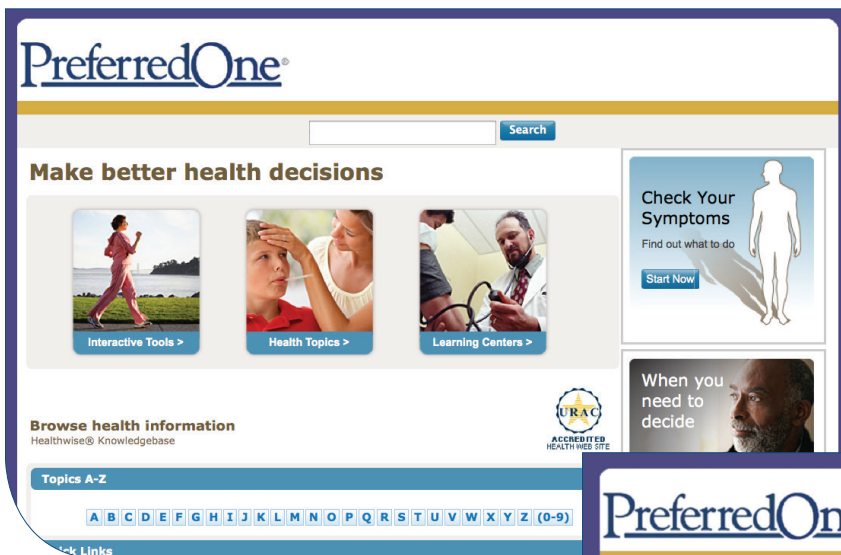 PreferredOne®
Search
Make better health decisions
Interactive Tools >
Health Topics >
Learning Centers >
Check Your
Symptoms
Find out what to do
Start Now
When you
need to
decide
Browse health information
Healthwise® Knowledgebase
URAC
ACCREDITED
HEALTH WEB SITE
Topics A-Z
A B C D E F G H I J K L M N O P Q R S T U V W X Y Z (0-9)
ick Links
PreferredOn